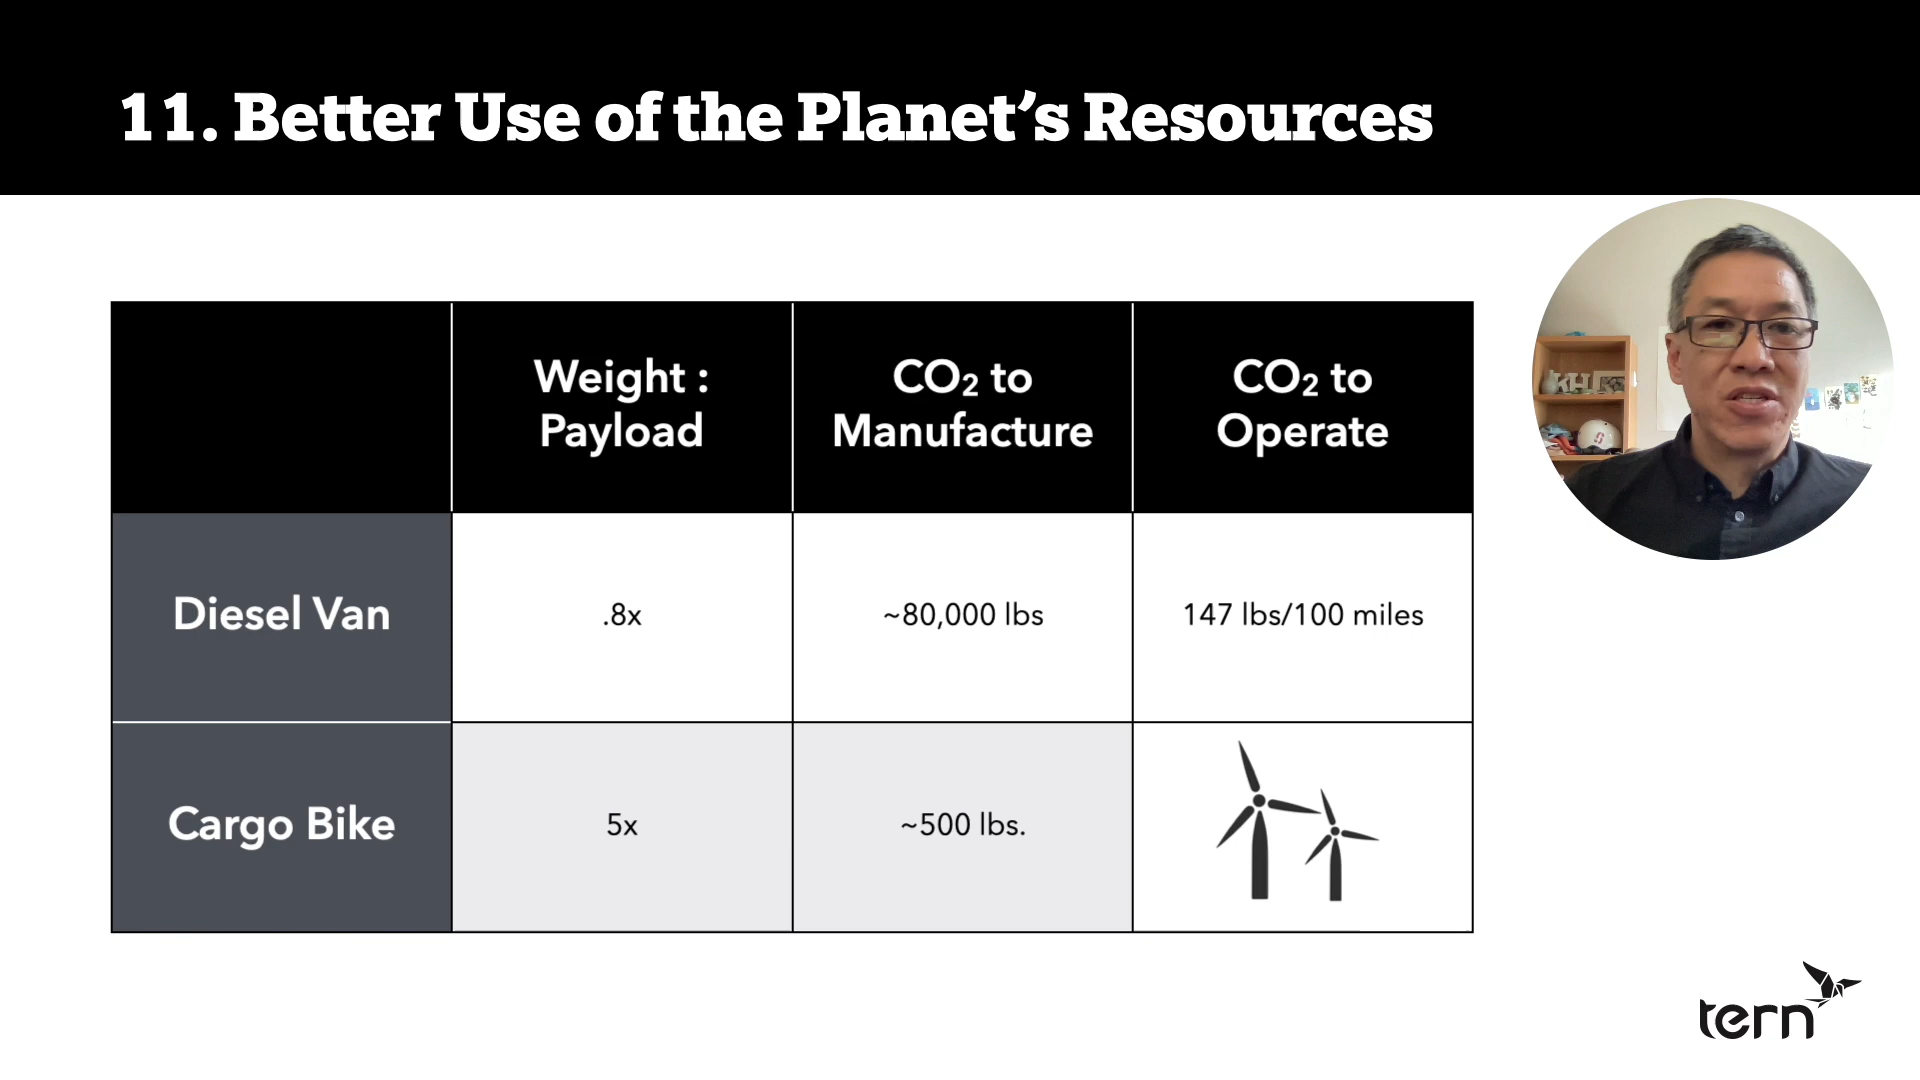 11. Better Use of the Planet’s Resources
Weight :
Payload
CO₂ to
Manufacture
CO₂ to
Operate
Diesel Van
.8x
~80,000 lbs
147 lbs/100 miles
Cargo Bike
5x
~500 lbs.
KH
S
tern